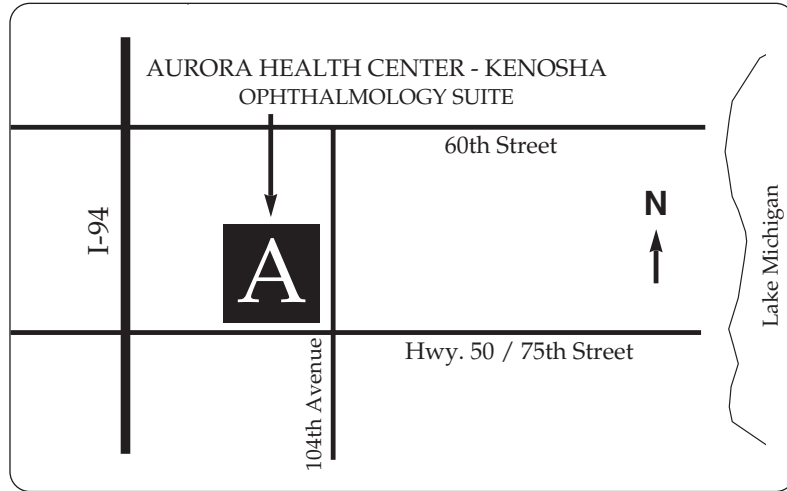 AURORA HEALTH CENTER - KENOSHA
OPHTHALMOLOGY SUITE
60th Street
N
I-94
A
Lake Michigan
Hwy. 50 / 75th Street
104th Avenue